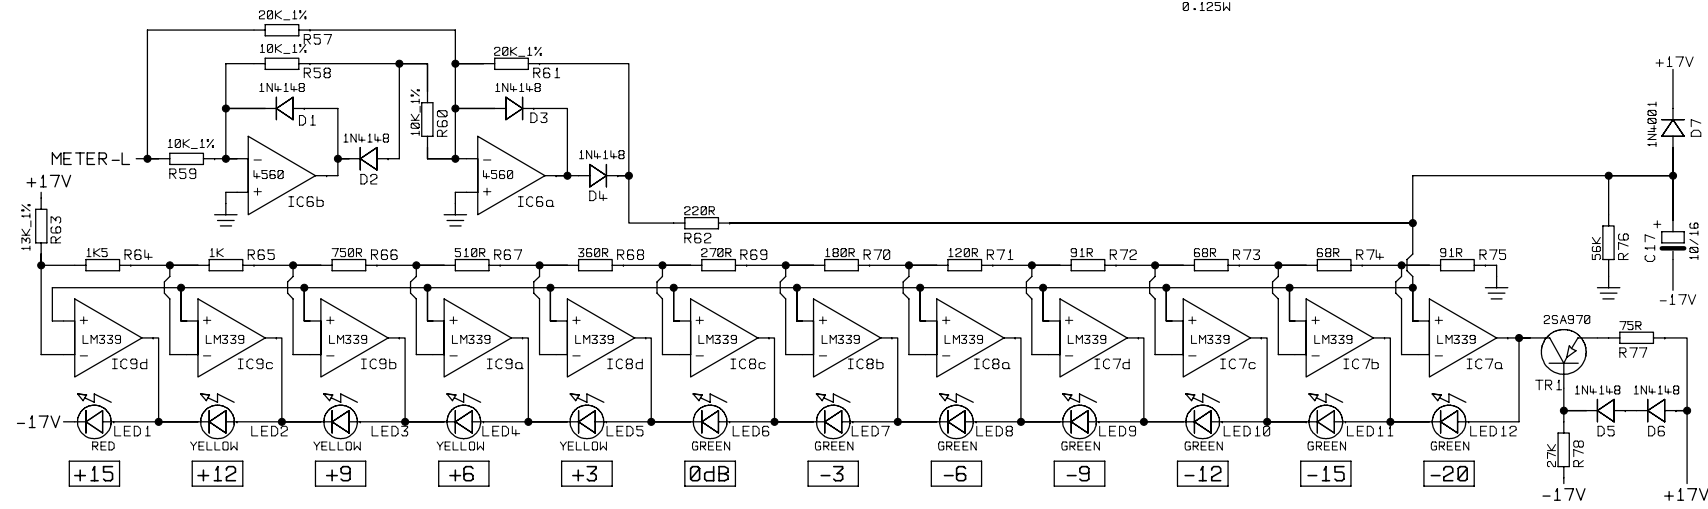 0.125W
20K_1%
R57
10K_1%
R58
1N4148
D1
10K_1%
R59
METER-L
4560
IC6b
1N4148
D2
10K_1%
R60
20K_1%
R61
1N4148
D3
4560
IC6a
1N4148
D4
220R
R62
+17V
1N4001
D7
56K
R76
C17
+
10/16
-17V
+17V
13K_1%
R63
1K5 R64
1K R65
750R R66
510R R67
360R R68
270R R69
180R R70
120R R71
91R R72
68R R73
68R R74
91R R75
LM339 IC9d
LM339 IC9c
LM339 IC9b
LM339 IC9a
LM339 IC8d
LM339 IC8c
LM339 IC8b
LM339 IC8a
LM339 IC7d
LM339 IC7c
LM339 IC7b
LM339 IC7a
2SA970
TR1
75R
R77
1N4148
D5
1N4148
D6
27K
R78
-17V
+17V
-17V
LED1 LED2 LED3 LED4 LED5 LED6 LED7 LED8 LED9 LED10 LED11 LED12
RED YELLOW YELLOW YELLOW YELLOW GREEN GREEN GREEN GREEN GREEN GREEN GREEN
+15 +12 +9 +6 +3 0dB -3 -6 -9 -12 -15 -20